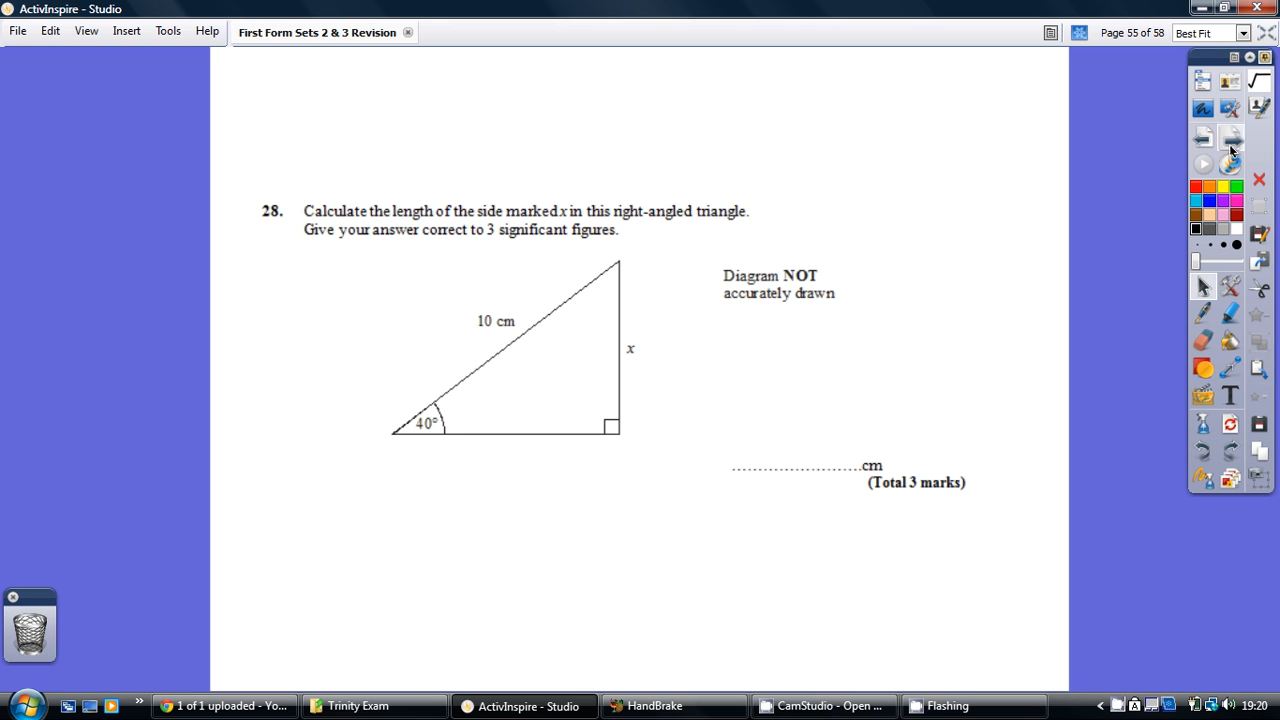 ActivInspire - Studio
File Edit View Insert Tools Help
First Form Sets 2 & 3 Revision
Page 55 of 58
Best Fit
28. Calculate the length of the side marked x in this right-angled triangle.
Give your answer correct to 3 significant figures.
Diagram NOT
accurately drawn
10 cm
x
40°
...........................cm
(Total 3 marks)
1 of 1 uploaded - Yo...
Trinity Exam
ActivInspire - Studio
HandBrake
CamStudio - Open ...
Flashing
19:20